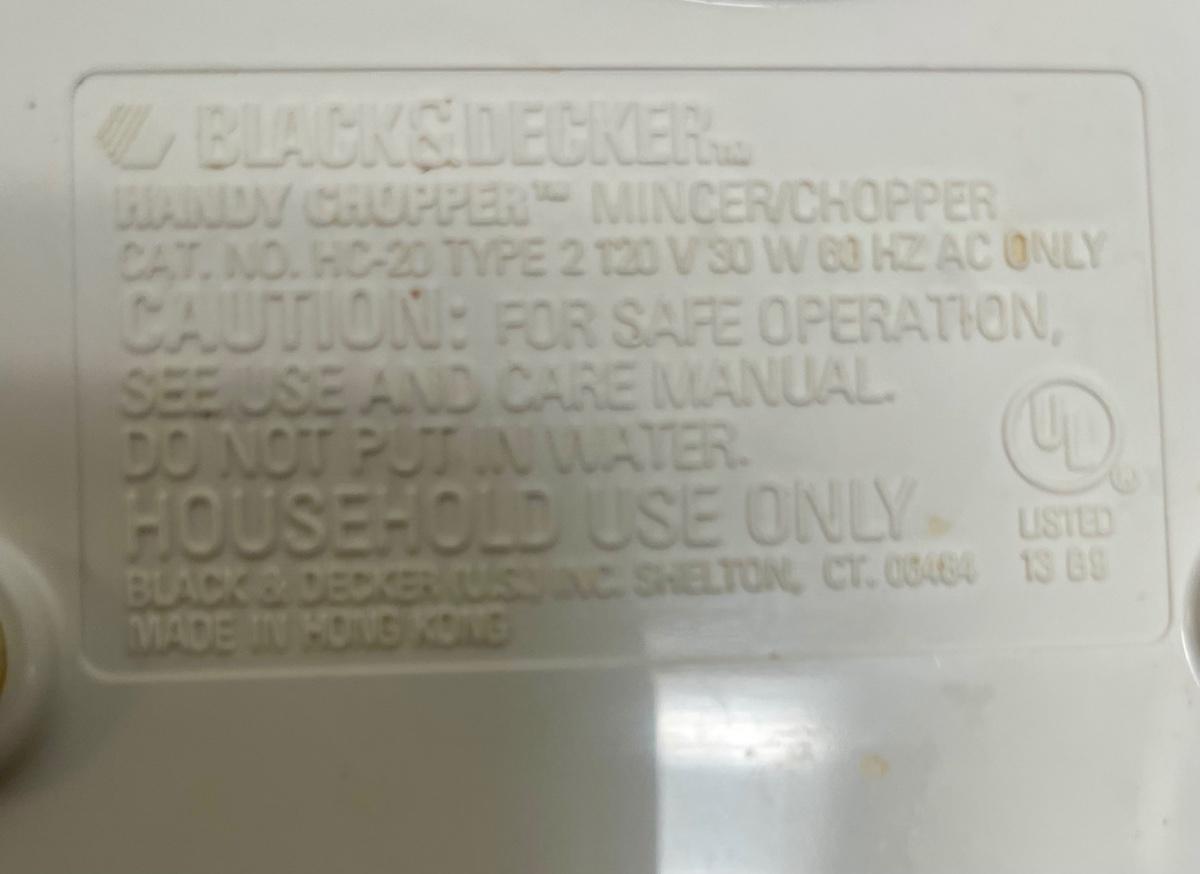 BLACK&DECKER™
HANDY CHOPPER™ MINCER/CHOPPER
CAT. NO. HC-20 TYPE 2 120 V 30 W 60 HZ AC ONLY
CAUTION: FOR SAFE OPERATION,
SEE USE AND CARE MANUAL.
DO NOT PUT IN WATER.
HOUSEHOLD USE ONLY
BLACK & DECKER (U.S.) INC. SHELTON, CT. 06484
MADE IN HONG KONG
UL®
LISTED